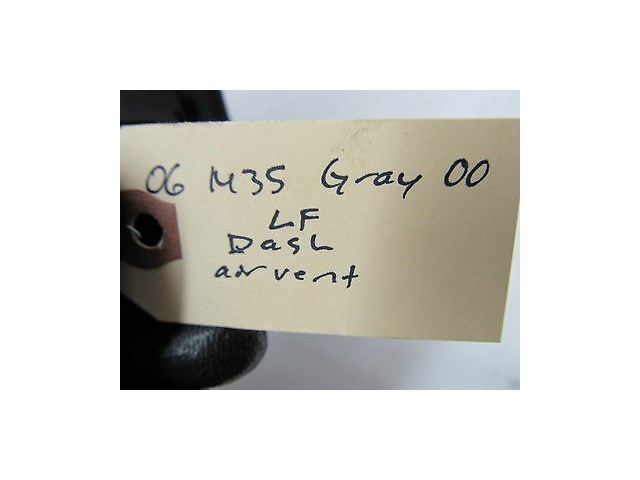 06 M35 Gray 00
LF
Dash
air vent